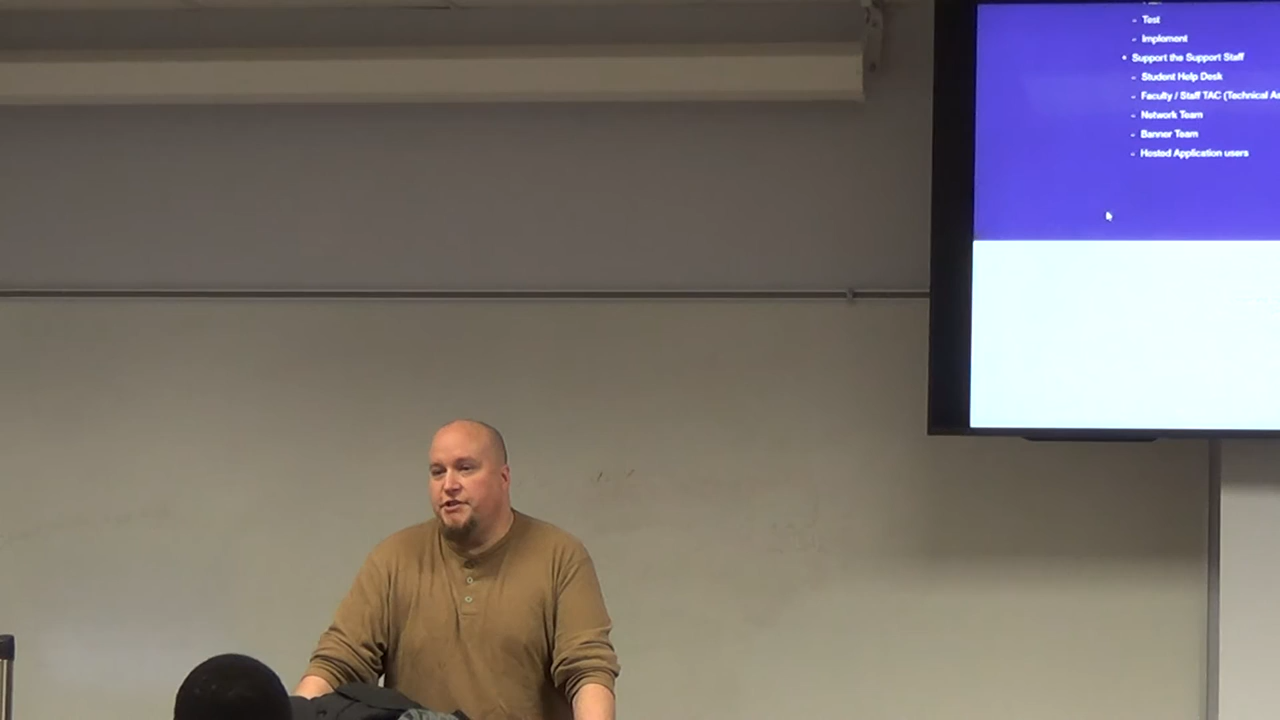 - Test
- Implement
• Support the Support Staff
- Student Help Desk
- Faculty / Staff TAC (Technical As
- Network Team
- Banner Team
- Hosted Application users